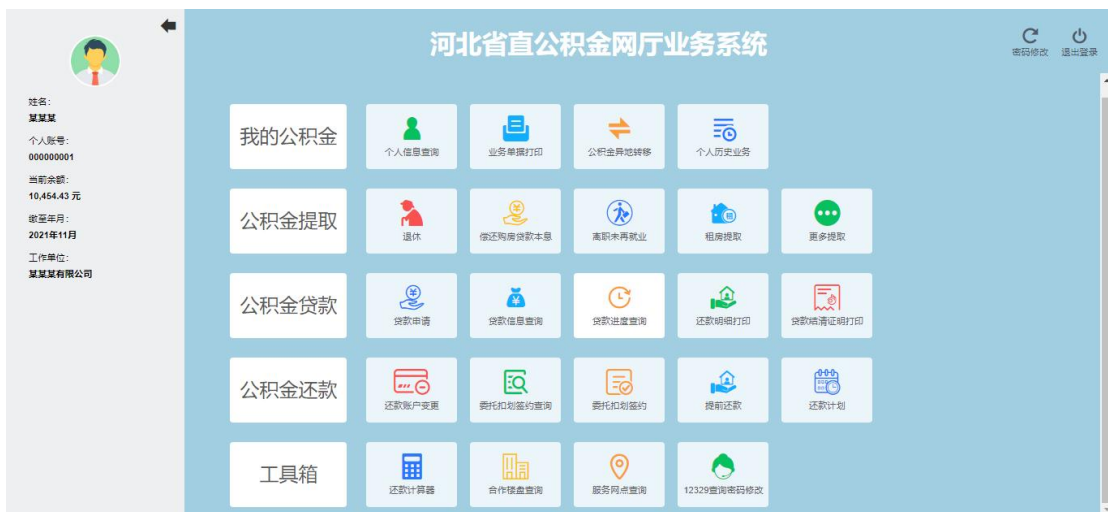 河北省直公积金网厅业务系统
密码修改 退出登录
姓名:
某某某
个人账号:
000000001
当前余额:
10,454.43 元
缴至年月:
2021年11月
工作单位:
某某某有限公司
我的公积金
个人信息查询 业务单据打印 公积金异地转移 个人历史业务
公积金提取
退休 偿还购房贷款本息 离职未再就业 租房提取 更多提取
公积金贷款
贷款申请 贷款信息查询 贷款进度查询 还款明细打印 贷款结清证明打印
公积金还款
还款账户变更 委托扣划签约查询 委托扣划签约 提前还款 还款计划
工具箱
还款计算器 合作楼盘查询 服务网点查询 12329查询密码修改